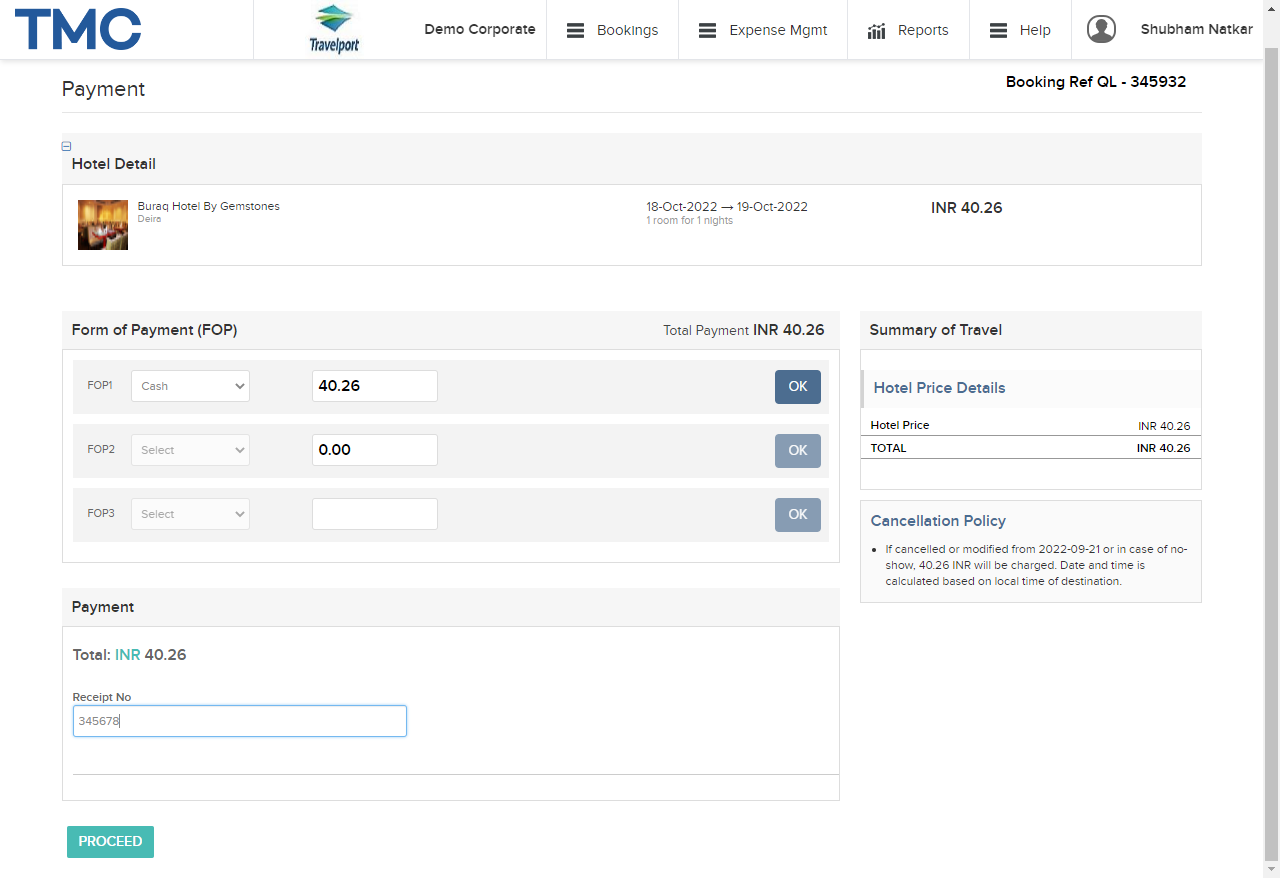 TMC
Travelport
Demo Corporate
Bookings
Expense Mgmt
Reports
Help
Shubham Natkar
Payment
Booking Ref QL - 345932
Hotel Detail
Buraq Hotel By Gemstones
Deira
18-Oct-2022 → 19-Oct-2022
1 room for 1 nights
INR 40.26
Form of Payment (FOP)
Total Payment INR 40.26
FOP1 Cash 40.26 OK
FOP2 Select 0.00 OK
FOP3 Select OK
Payment
Total: INR 40.26
Receipt No
345678
PROCEED
Summary of Travel
Hotel Price Details
Hotel Price INR 40.26
TOTAL INR 40.26
Cancellation Policy
• If cancelled or modified from 2022-09-21 or in case of no-
show, 40.26 INR will be charged. Date and time is
calculated based on local time of destination.